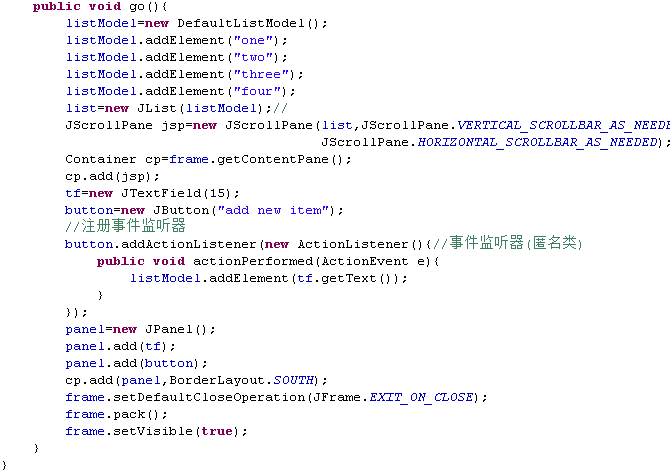 public void go(){
listModel=new DefaultListModel();
listModel.addElement("one");
listModel.addElement("two");
listModel.addElement("three");
listModel.addElement("four");
list=new JList(listModel);//
JScrollPane jsp=new JScrollPane(list,JScrollPane.VERTICAL_SCROLLBAR_AS_NEEDE
JScrollPane.HORIZONTAL_SCROLLBAR_AS_NEEDED);
Container cp=frame.getContentPane();
cp.add(jsp);
tf=new JTextField(15);
button=new JButton("add new item");
//注册事件监听器
button.addActionListener(new ActionListener(){//事件监听器(匿名类)
public void actionPerformed(ActionEvent e){
listModel.addElement(tf.getText());
}
});
panel=new JPanel();
panel.add(tf);
panel.add(button);
cp.add(panel,BorderLayout.SOUTH);
frame.setDefaultCloseOperation(JFrame.EXIT_ON_CLOSE);
frame.pack();
frame.setVisible(true);
}
}